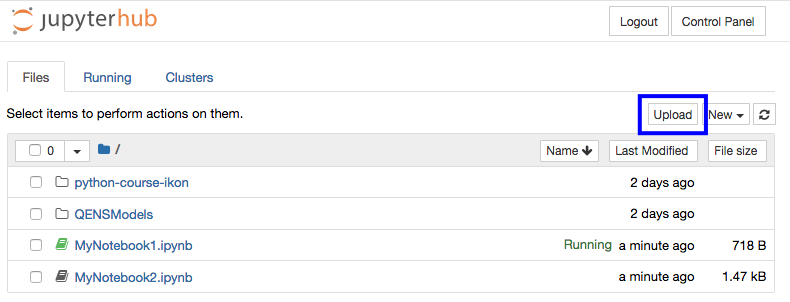 jupyterhub Logout Control Panel
Files Running Clusters
Select items to perform actions on them. Upload New
0 / Name Last Modified File size
python-course-ikon 2 days ago
QENSModels 2 days ago
MyNotebook1.ipynb Running a minute ago 718 B
MyNotebook2.ipynb a minute ago 1.47 kB